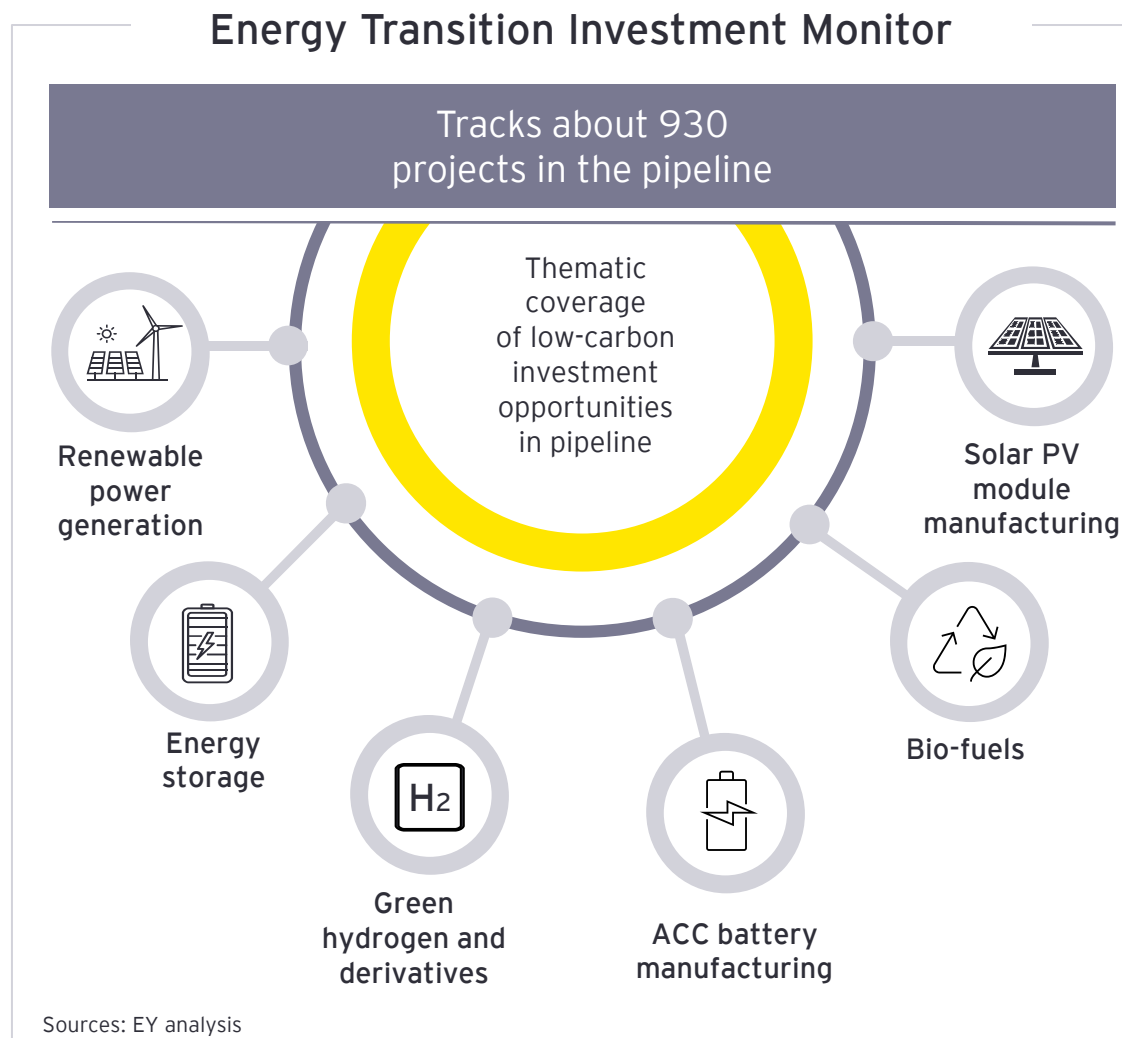 Energy Transition Investment Monitor
Tracks about 930
projects in the pipeline
Thematic
coverage
of low-carbon
investment
opportunities
in pipeline
Renewable
power
generation
Solar PV
module
manufacturing
Energy
storage
Bio-fuels
H2
Green
hydrogen and
derivatives
ACC battery
manufacturing
Sources: EY analysis